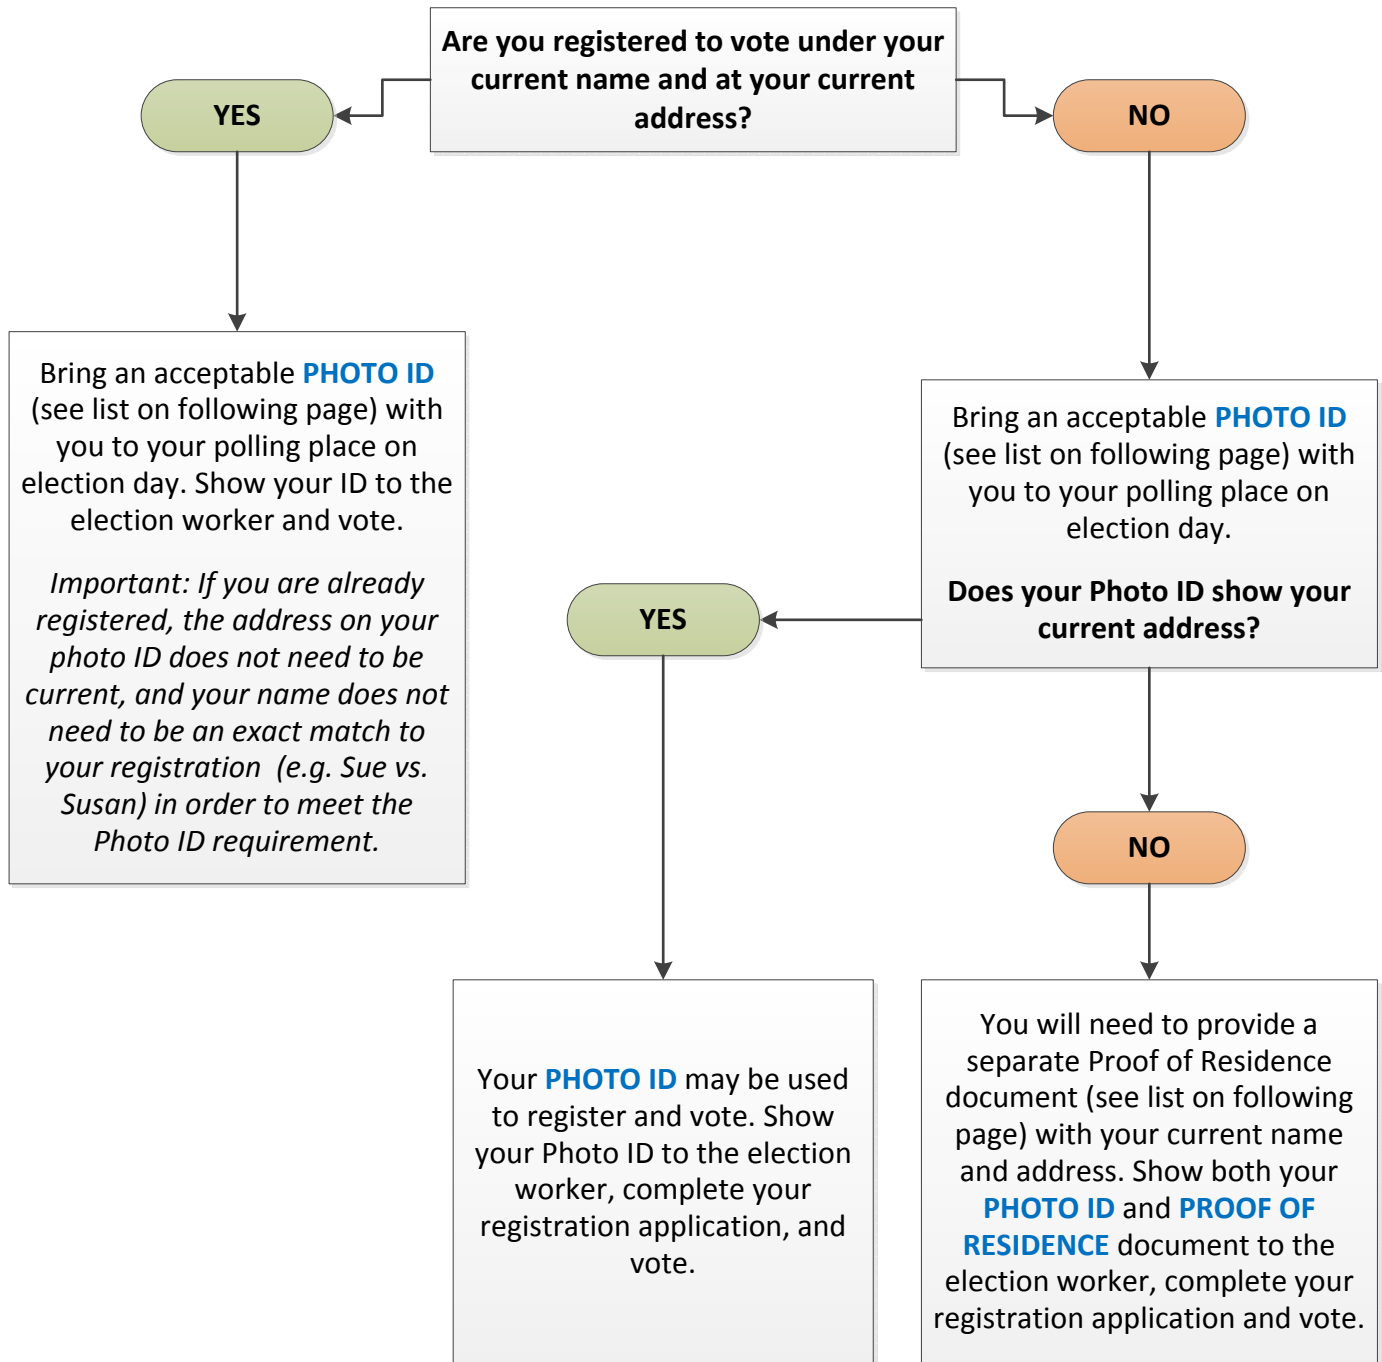 Are you registered to vote under your
current name and at your current
address?
YES
NO
Bring an acceptable PHOTO ID
(see list on following page) with
you to your polling place on
election day. Show your ID to the
election worker and vote.
Important: If you are already
registered, the address on your
photo ID does not need to be
current, and your name does not
need to be an exact match to
your registration  (e.g. Sue vs.
Susan) in order to meet the
Photo ID requirement.
Bring an acceptable PHOTO ID
(see list on following page) with
you to your polling place on
election day.
Does your Photo ID show your
current address?
YES
NO
Your PHOTO ID may be used
to register and vote. Show
your Photo ID to the election
worker, complete your
registration application, and
vote.
You will need to provide a
separate Proof of Residence
document (see list on following
page) with your current name
and address. Show both your
PHOTO ID and PROOF OF
RESIDENCE document to the
election worker, complete your
registration application and vote.